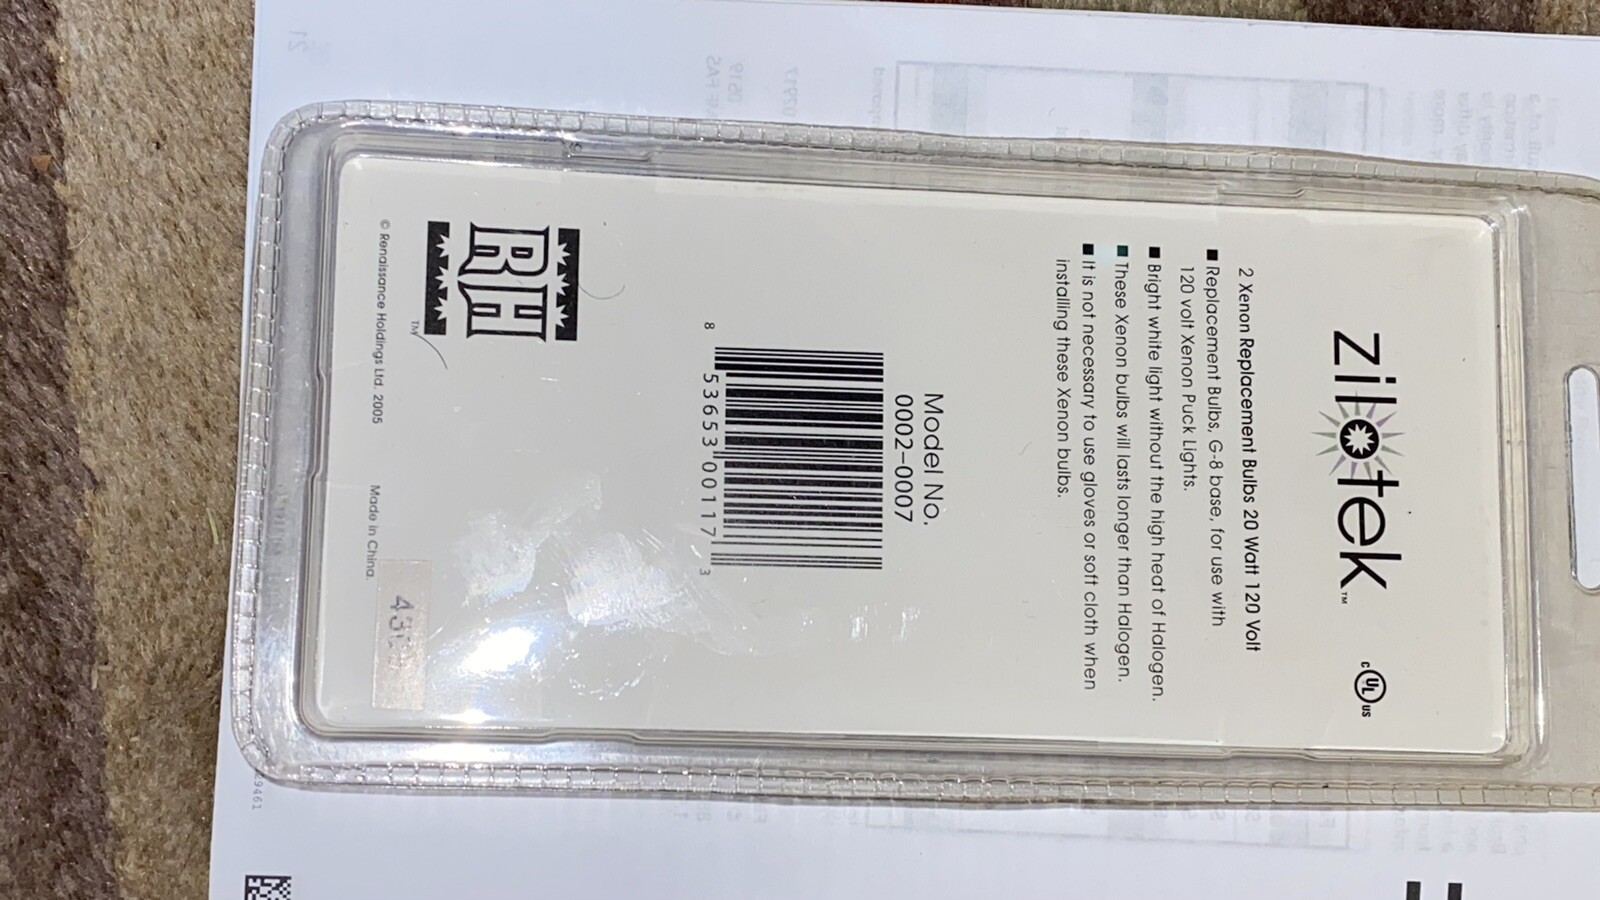 zilotek™
c UL us
2 Xenon Replacement Bulbs 20 Watt 120 Volt
■ Replacement Bulbs, G-8 base, for use with
120 volt Xenon Puck Lights.
■ Bright white light without the high heat of Halogen.
■ These Xenon bulbs will lasts longer than Halogen.
■ It is not necessary to use gloves or soft cloth when
installing these Xenon bulbs.
Model No.
0002-0007
8 53653 00117 3
RH™
© Renaissance Holdings Ltd. 2005 Made in China.